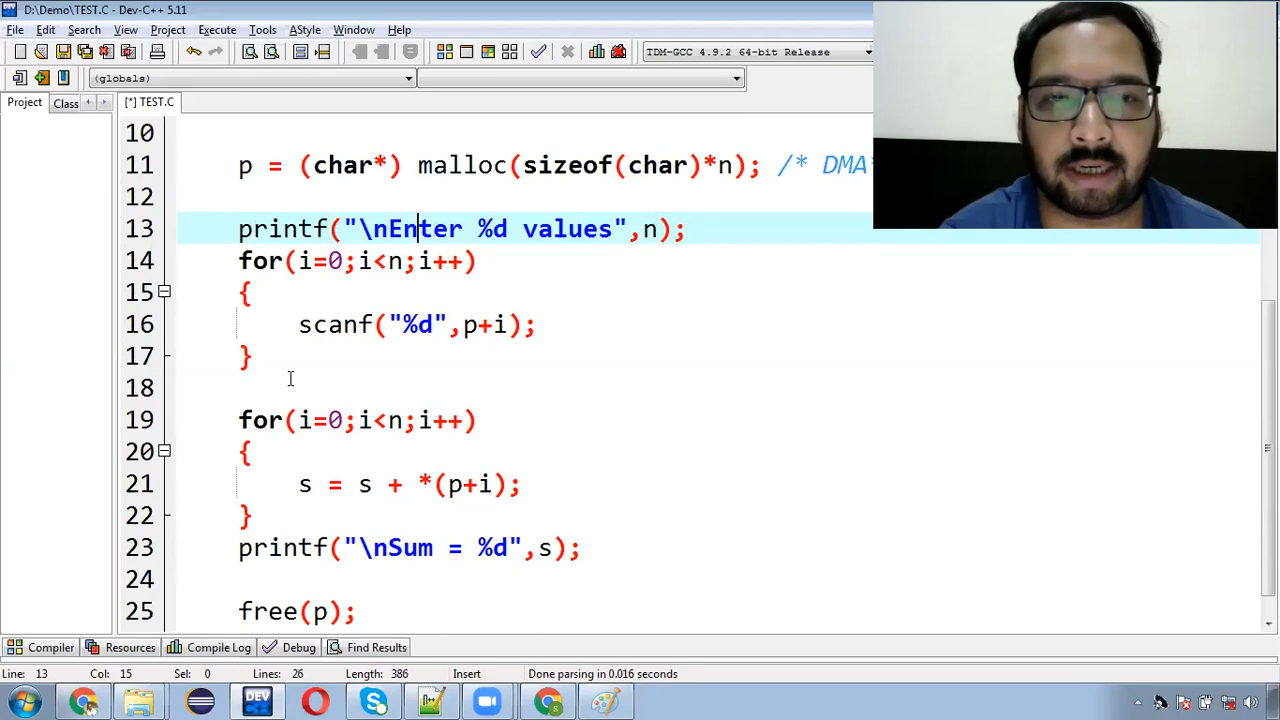 D:\Demo\TEST.C - Dev-C++ 5.11
File Edit Search View Project Execute Tools AStyle Window Help
TDM-GCC 4.9.2 64-bit Release
(globals)
Project Class [*] TEST.C
10
11 p = (char*) malloc(sizeof(char)*n); /* DMA
12
13 printf("\nEnter %d values",n);
14 for(i=0;i<n;i++)
15 {
16 scanf("%d",p+i);
17 }
18
19 for(i=0;i<n;i++)
20 {
21 s = s + *(p+i);
22 }
23 printf("\nSum = %d",s);
24
25 free(p);
Compiler Resources Compile Log Debug Find Results
Line: 13 Col: 15 Sel: 0 Lines: 26 Length: 386 Insert Done parsing in 0.016 seconds
DEV C++